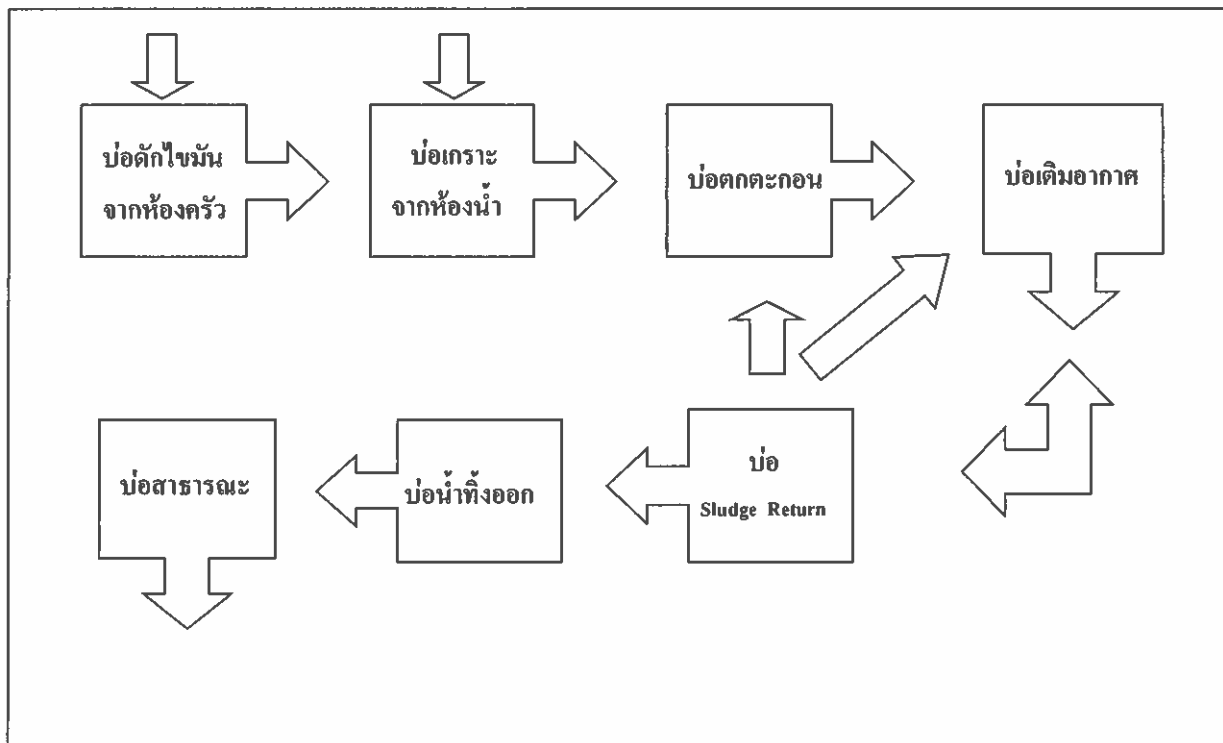 บ่อดักไขมัน
จากห้องครัว
บ่อเกราะ
จากห้องน้ำ
บ่อตกตะกอน
บ่อเติมอากาศ
บ่อสาธารณะ
บ่อน้ำทิ้งออก
บ่อ
Sludge Return